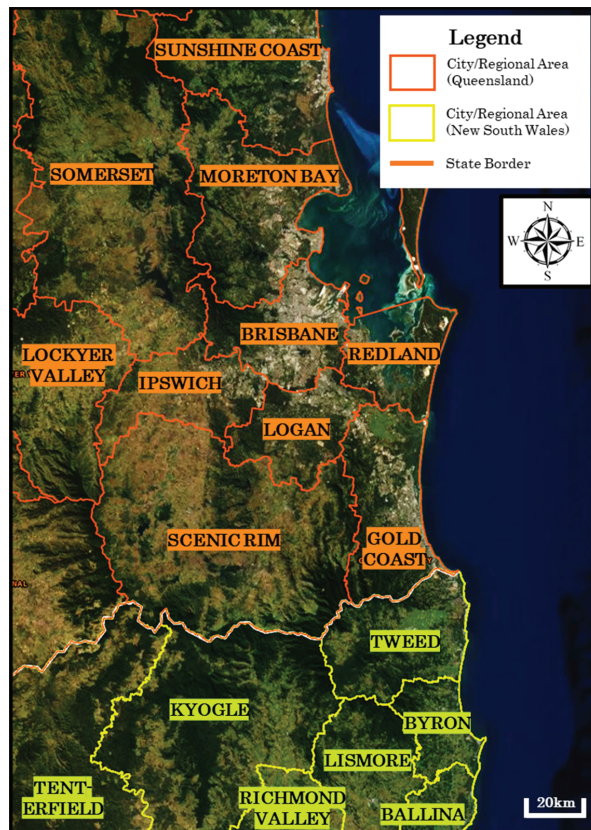 SUNSHINE COAST
Legend
City/Regional Area
(Queensland)
City/Regional Area
(New South Wales)
State Border
SOMERSET
MORETON BAY
N
W
E
S
BRISBANE
REDLAND
LOCKYER
VALLEY
IPSWICH
LOGAN
SCENIC RIM
GOLD
COAST
TWEED
KYOGLE
BYRON
LISMORE
TENT-
ERFIELD
RICHMOND
VALLEY
BALLINA
20km